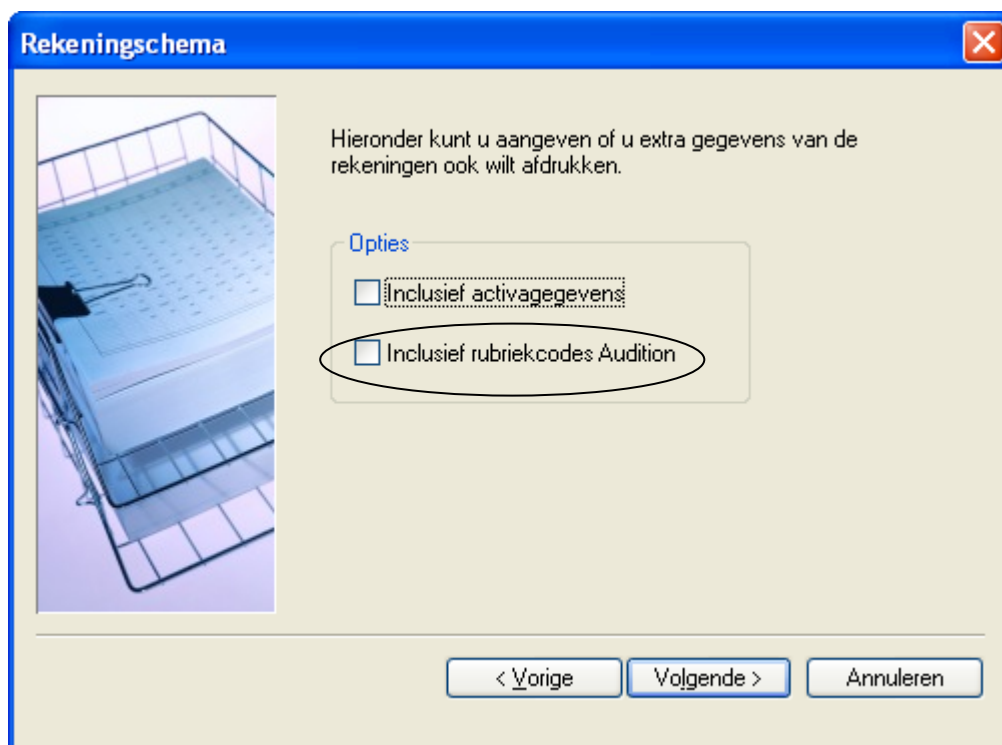 Rekeningschema
Hieronder kunt u aangeven of u extra gegevens van de
rekeningen ook wilt afdrukken.
Opties
Inclusief activagegevens
Inclusief rubriekcodes Audition
< Vorige
Volgende >
Annuleren